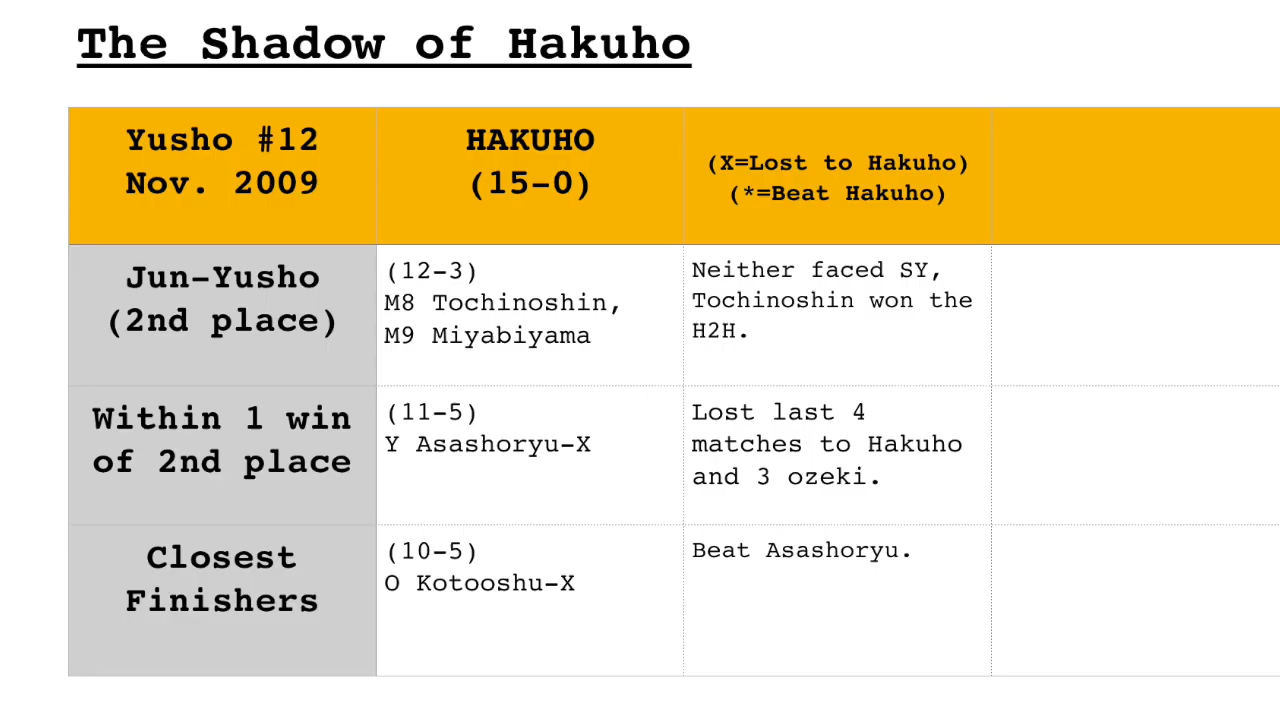 The Shadow of Hakuho
Yusho #12
Nov. 2009
HAKUHO
(15-0)
(X=Lost to Hakuho)
(*=Beat Hakuho)
Jun-Yusho
(2nd place)
(12-3)
M8 Tochinoshin,
M9 Miyabiyama
Neither faced SY,
Tochinoshin won the
H2H.
Within 1 win
of 2nd place
(11-5)
Y Asashoryu-X
Lost last 4
matches to Hakuho
and 3 ozeki.
Closest
Finishers
(10-5)
O Kotooshu-X
Beat Asashoryu.